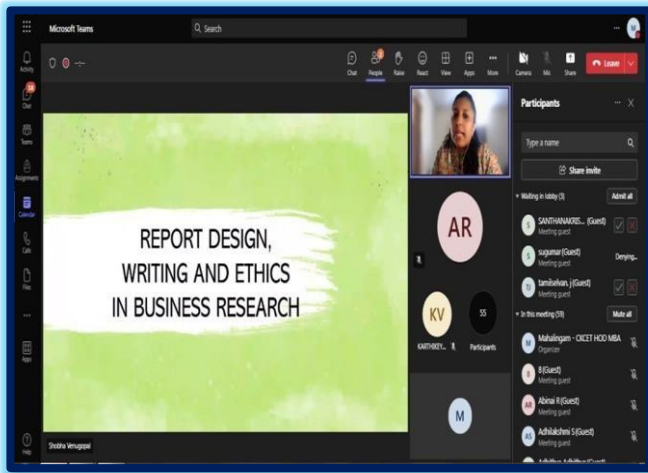 Microsoft Teams
Search
Activity
Chat
Teams
Assignments
Calendar
Calls
Files
Apps
Help
Chat
People
Raise
React
View
Apps
More
Camera
Mic
Share
Leave
REPORT DESIGN,
WRITING AND ETHICS
IN BUSINESS RESEARCH
Shobha Venugopal
AR
KV
KARTHIKEY...
55
Participants
M
Participants
Type a name
Share invite
Waiting in lobby (3)
Admit all
S
SANTHANAKRIS... (Guest)
Meeting guest
S
sugumar (Guest)
Meeting guest
Denying...
TJ
tamilselvan. j (Guest)
Meeting guest
In this meeting (59)
Mute all
M
Mahalingam - OKCET HOD MBA
Organizer
8 (Guest)
Meeting guest
AR
Abinai R (Guest)
Meeting guest
AS
Adhilakshmi S (Guest)
Meeting guest